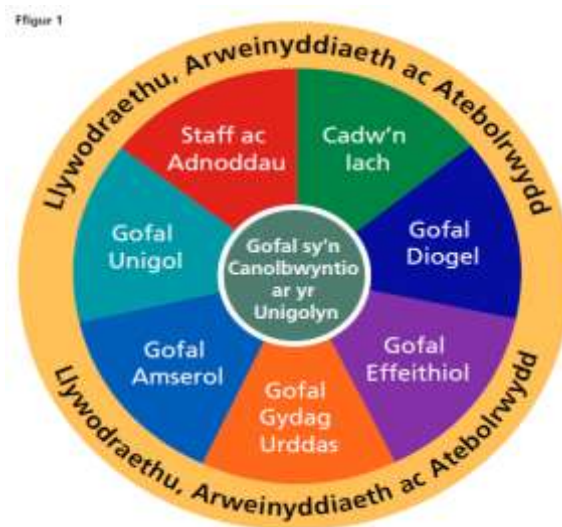 Ffigur 1
Llywodraethu, Arweinyddiaeth ac Atebolrwydd
Staff ac
Adnoddau
Cadw'n
Iach
Gofal
Unigol
Gofal sy'n
Canolbwyntio
ar yr
Unigolyn
Gofal
Diogel
Gofal
Amserol
Gofal
Gydag
Urddas
Gofal
Effeithiol
Llywodraethu, Arweinyddiaeth ac Atebolrwydd